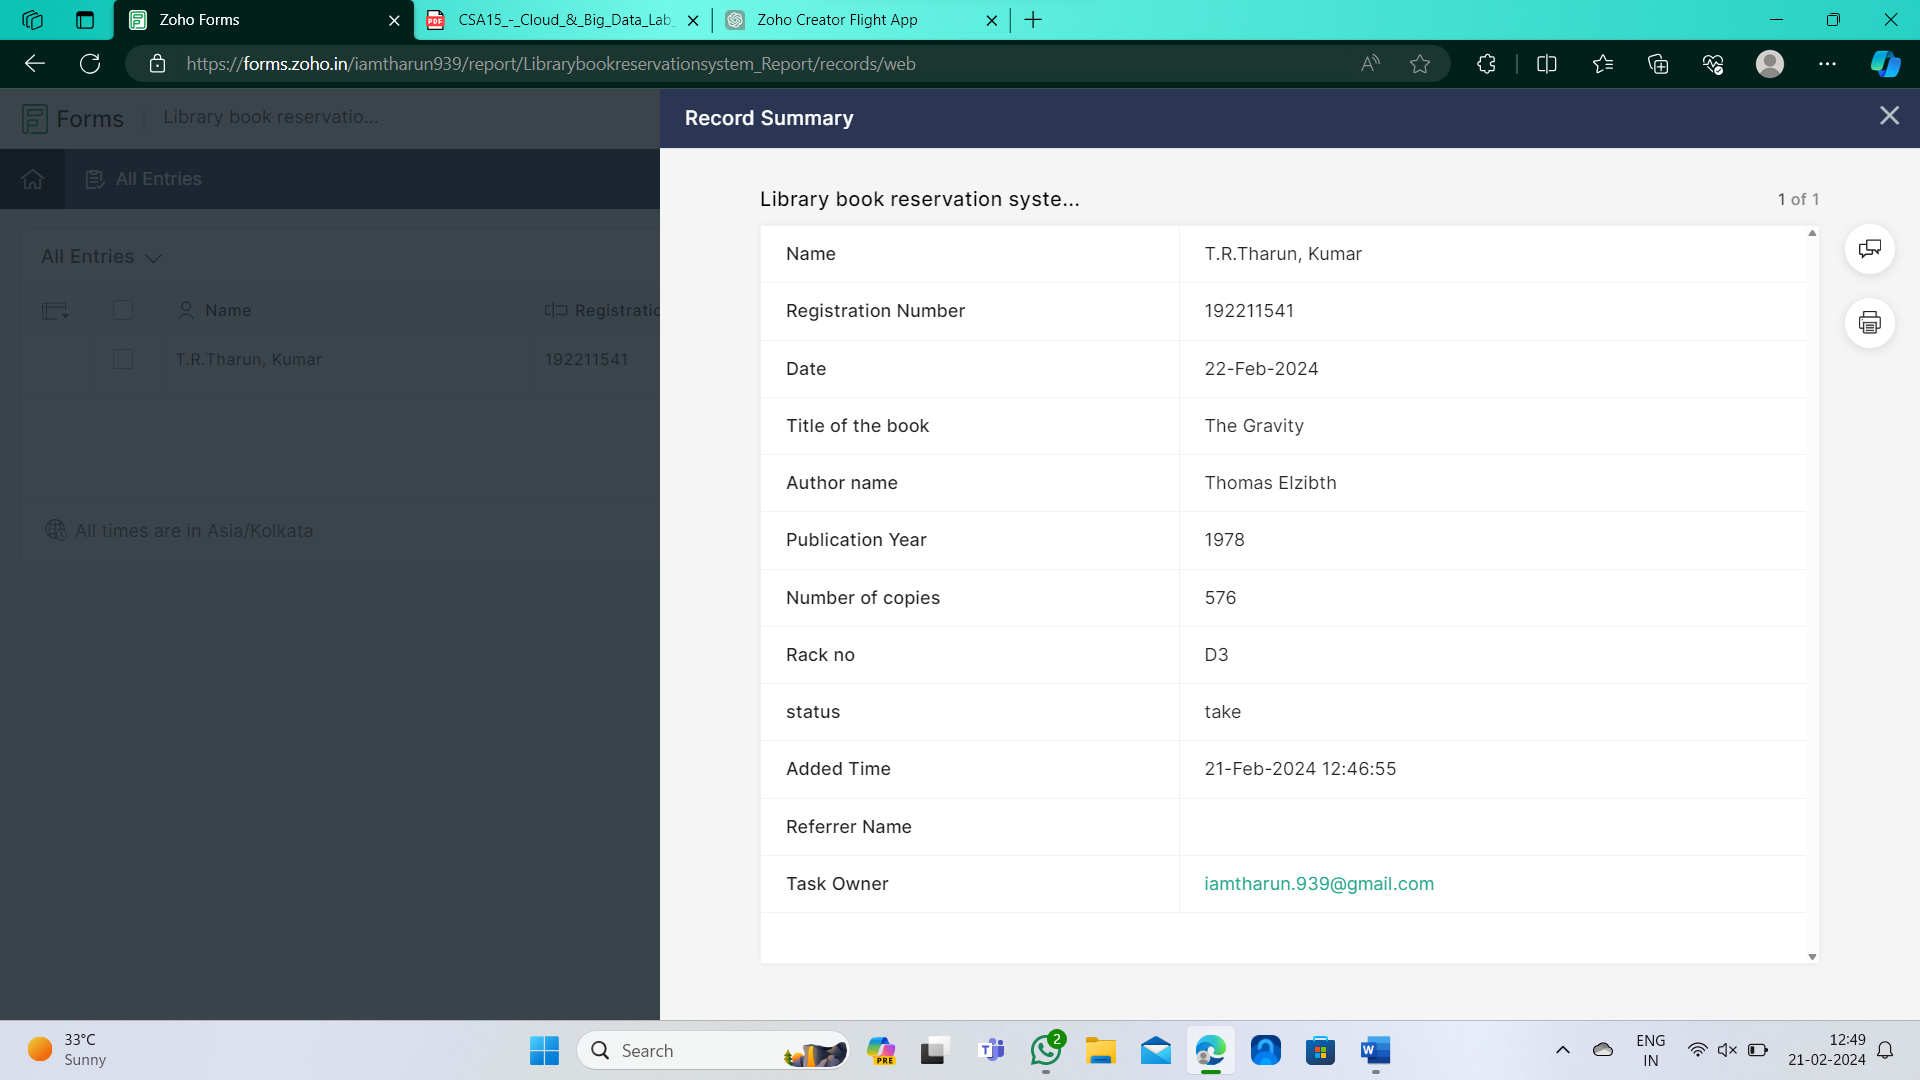 Zoho Forms
CSA15_-_Cloud_&_Big_Data_Lab_
Zoho Creator Flight App
https://forms.zoho.in/iamtharun939/report/Librarybookreservationsystem_Report/records/web
Forms
Library book reservatio...
All Entries
All Entries
Name
Registratio
T.R.Tharun, Kumar
192211541
All times are in Asia/Kolkata
Record Summary
Library book reservation syste...
1 of 1
Name T.R.Tharun, Kumar
Registration Number 192211541
Date 22-Feb-2024
Title of the book The Gravity
Author name Thomas Elzibth
Publication Year 1978
Number of copies 576
Rack no D3
status take
Added Time 21-Feb-2024 12:46:55
Referrer Name
Task Owner iamtharun.939@gmail.com
33°C
Sunny
Search
PRE
2
ENG
IN
12:49
21-02-2024